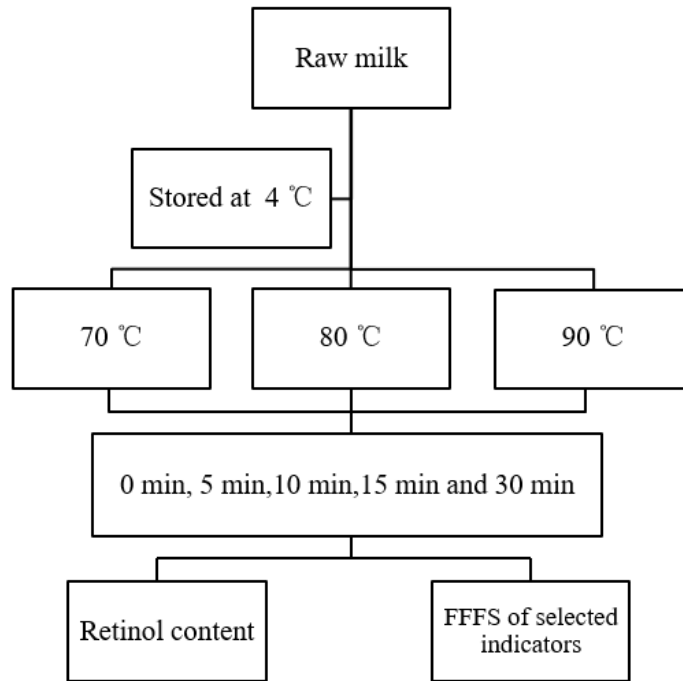 Raw milk
Stored at 4 ℃
70 ℃
80 ℃
90 ℃
0 min, 5 min,10 min,15 min and 30 min
Retinol content
FFFS of selected
indicators